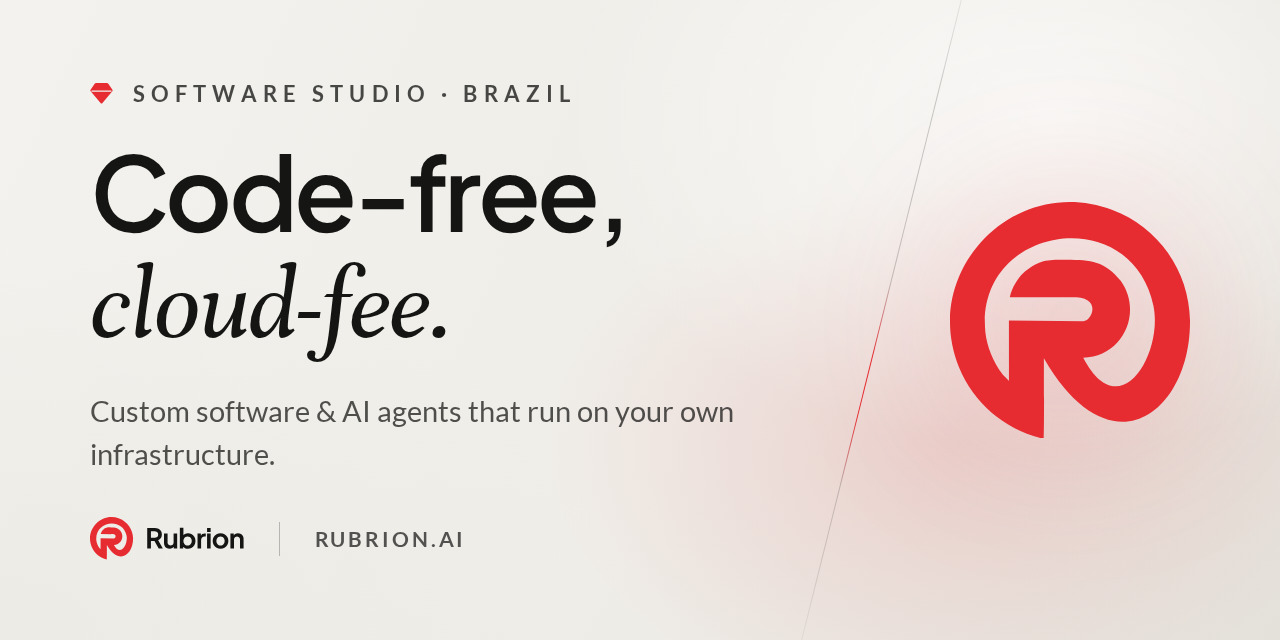 SOFTWARE STUDIO · BRAZIL
Code-free,
cloud-fee.
Custom software & AI agents that run on your own
infrastructure.
Rubrion
RUBRION.AI
R